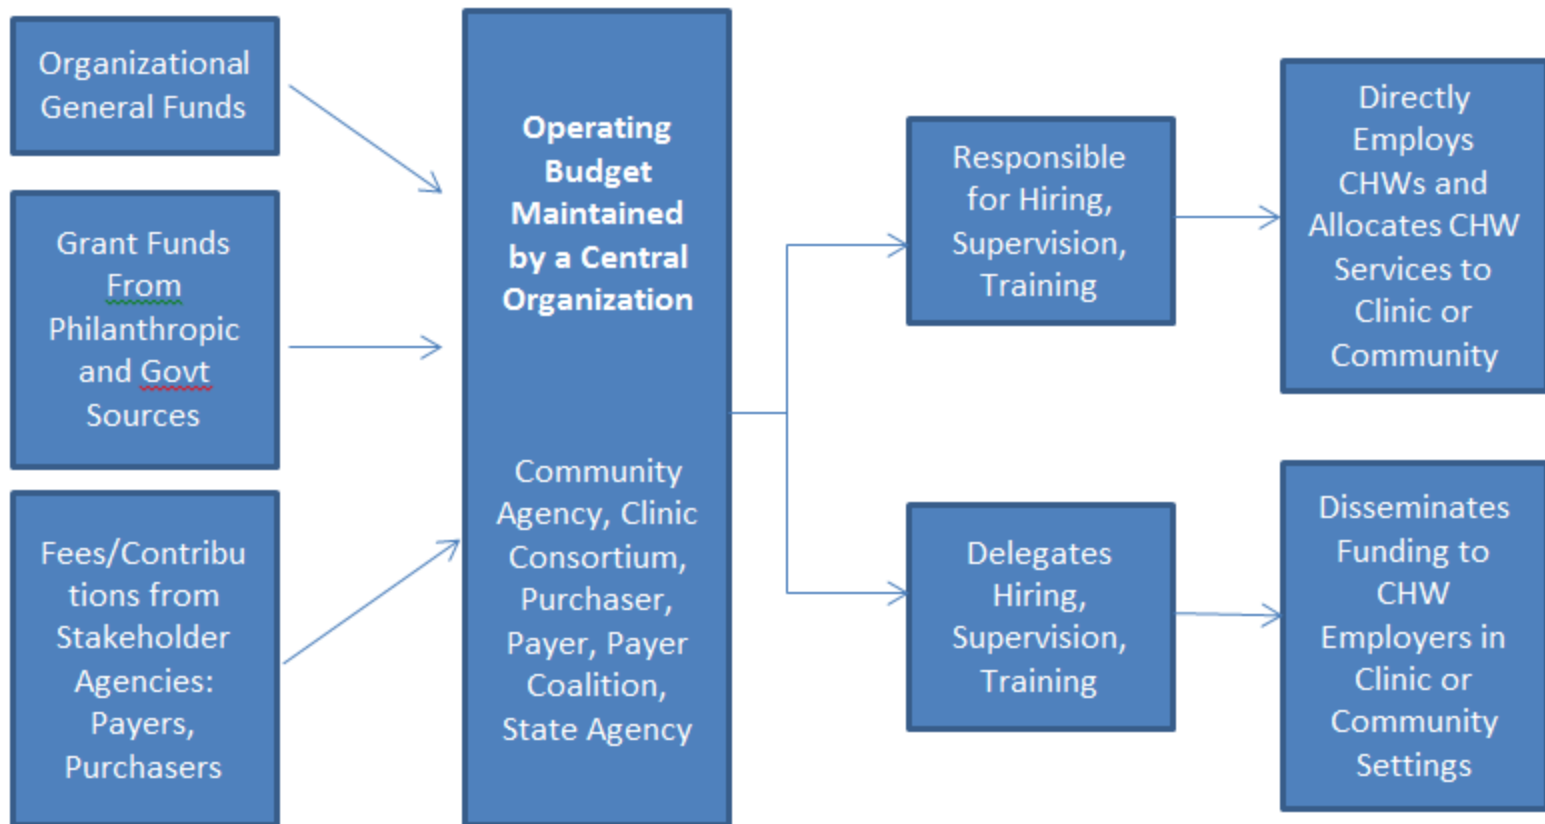 Organizational
General Funds
Grant Funds
From
Philanthropic
and Govt
Sources
Fees/Contribu
tions from
Stakeholder
Agencies:
Payers,
Purchasers
Operating
Budget
Maintained
by a Central
Organization
Community
Agency, Clinic
Consortium,
Purchaser,
Payer, Payer
Coalition,
State Agency
Responsible
for Hiring,
Supervision,
Training
Directly
Employs
CHWs and
Allocates CHW
Services to
Clinic or
Community
Delegates
Hiring,
Supervision,
Training
Disseminates
Funding to
CHW
Employers in
Clinic or
Community
Settings